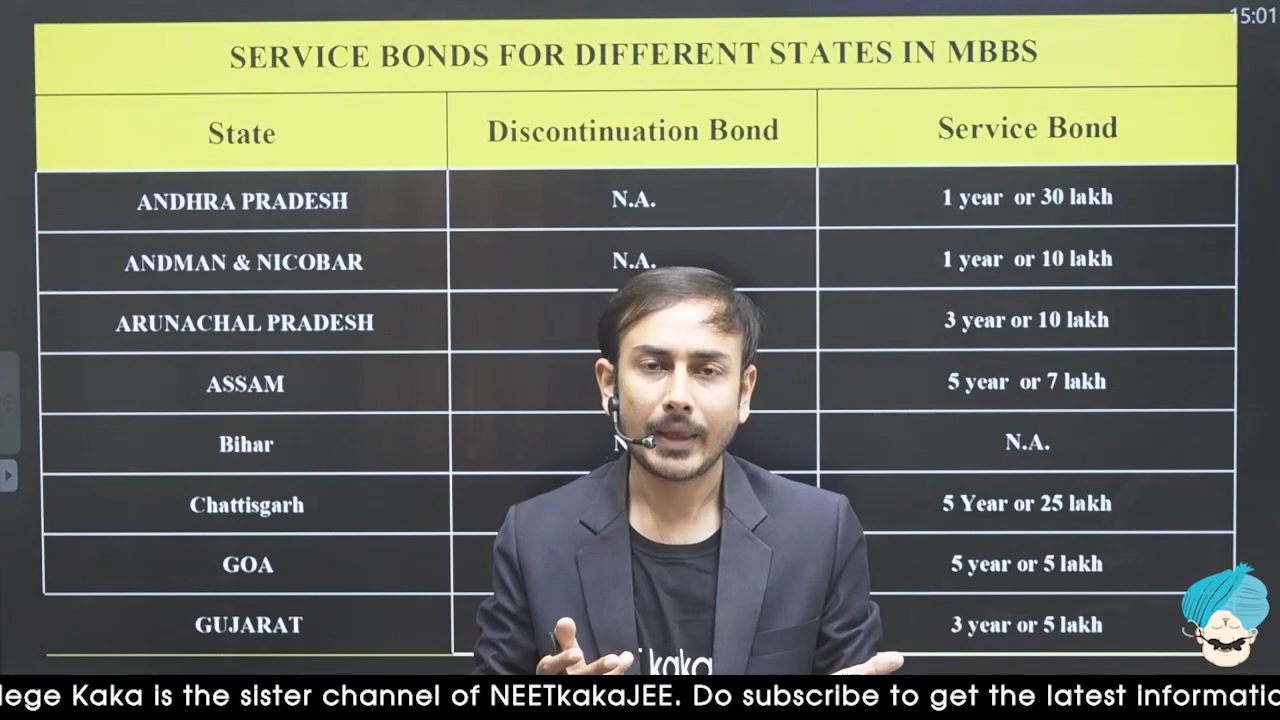 15:01
SERVICE BONDS FOR DIFFERENT STATES IN MBBS
State Discontinuation Bond Service Bond
ANDHRA PRADESH N.A. 1 year or 30 lakh
ANDMAN & NICOBAR N.A. 1 year or 10 lakh
ARUNACHAL PRADESH 3 year or 10 lakh
ASSAM 5 year or 7 lakh
Bihar N.A.
Chattisgarh 5 Year or 25 lakh
GOA 5 year or 5 lakh
GUJARAT 3 year or 5 lakh
kaka
lege Kaka is the sister channel of NEETkakaJEE. Do subscribe to get the latest informatio